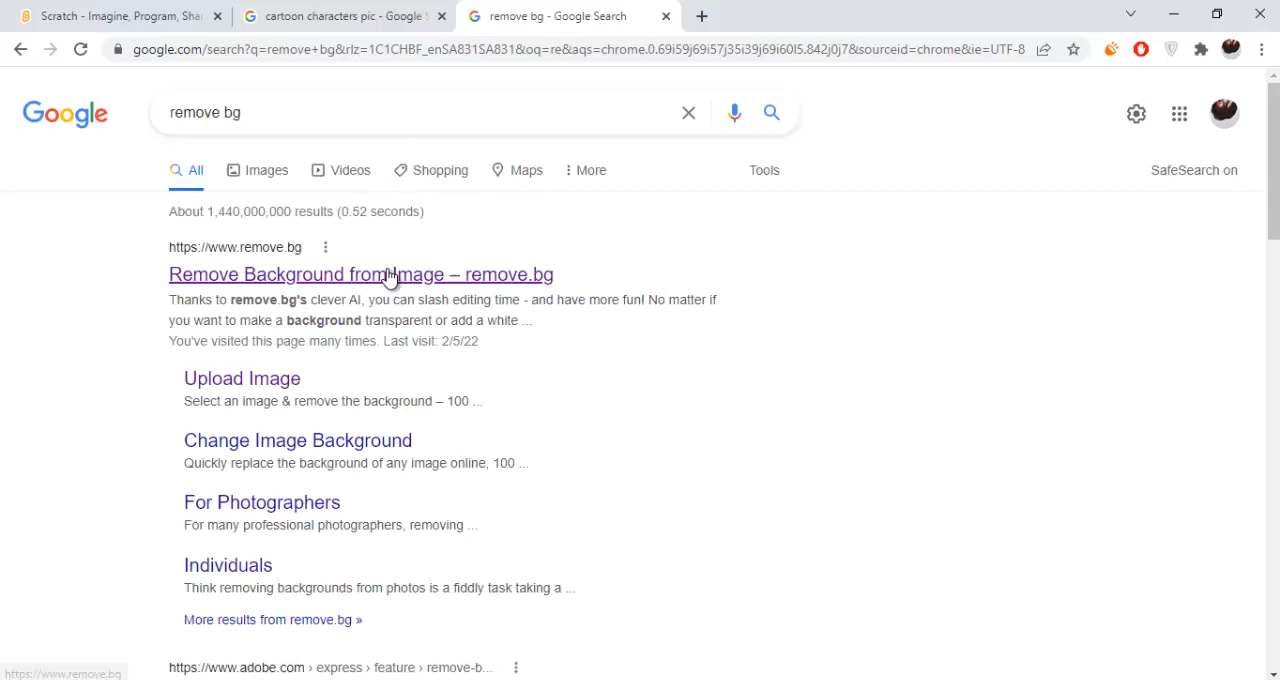 Scratch - Imagine, Program, Sha
cartoon characters pic - Google S
remove bg - Google Search
google.com/search?q=remove+bg&rlz=1C1CHBF_enSA831SA831&oq=re&aqs=chrome.0.69i59j69i57j35i39j69i60l5.842j0j7&sourceid=chrome&ie=UTF-8
Google
remove bg
All
Images
Videos
Shopping
Maps
More
Tools
SafeSearch on
About 1,440,000,000 results (0.52 seconds)
https://www.remove.bg
Remove Background from Image – remove.bg
Thanks to remove.bg's clever AI, you can slash editing time - and have more fun! No matter if
you want to make a background transparent or add a white ...
You've visited this page many times. Last visit: 2/5/22
Upload Image
Select an image & remove the background – 100 ...
Change Image Background
Quickly replace the background of any image online, 100 ...
For Photographers
For many professional photographers, removing ...
Individuals
Think removing backgrounds from photos is a fiddly task taking a ...
More results from remove.bg »
https://www.adobe.com › express › feature › remove-b...
https://www.remove.bg